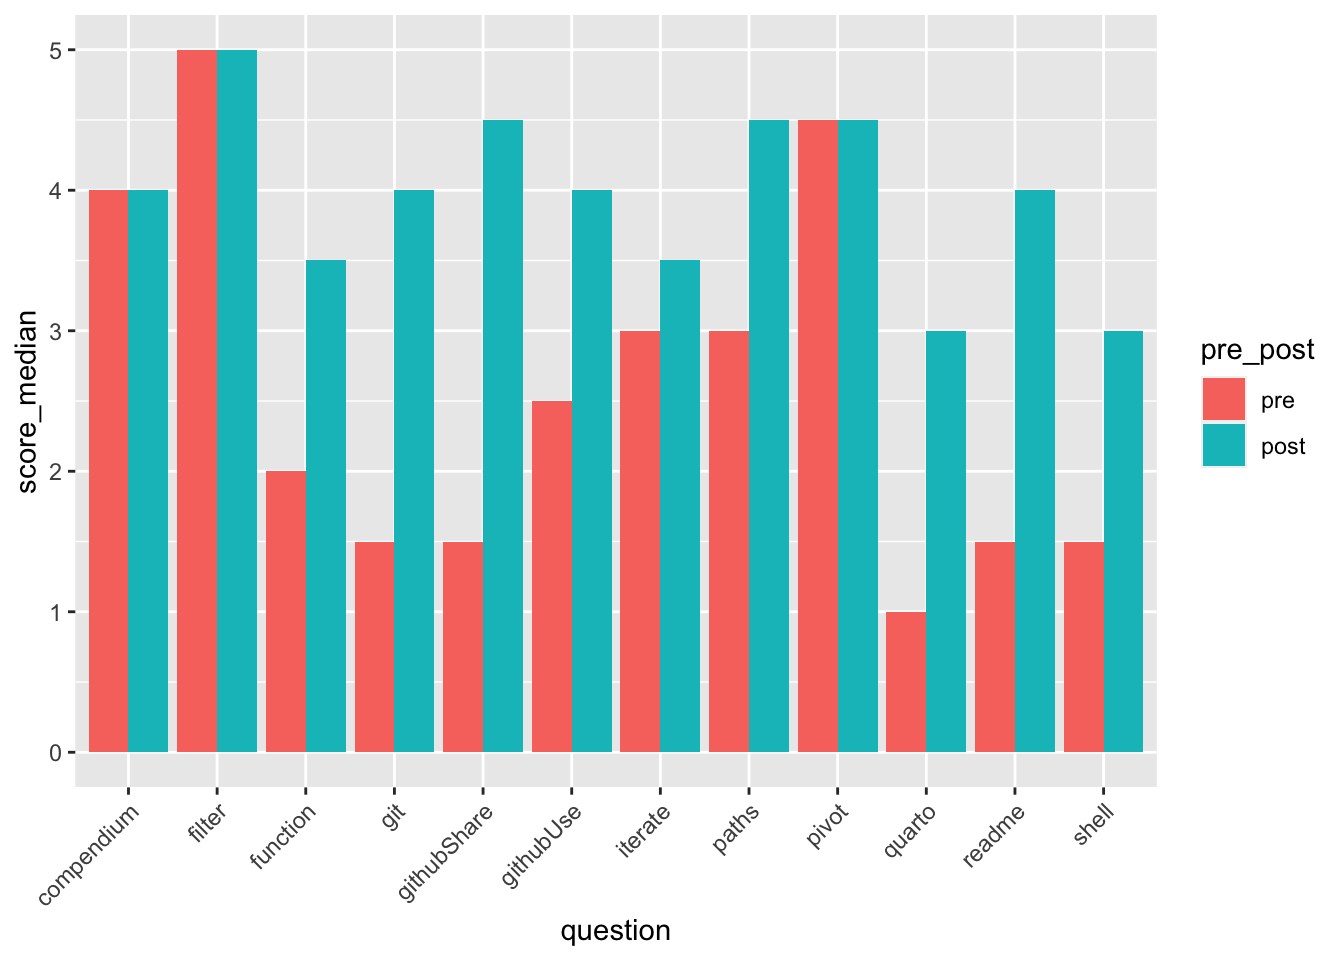 score_median
5
4
3
2
1
0
compendium
filter
function
git
githubShare
githubUse
iterate
paths
pivot
quarto
readme
shell
question
pre_post
pre
post